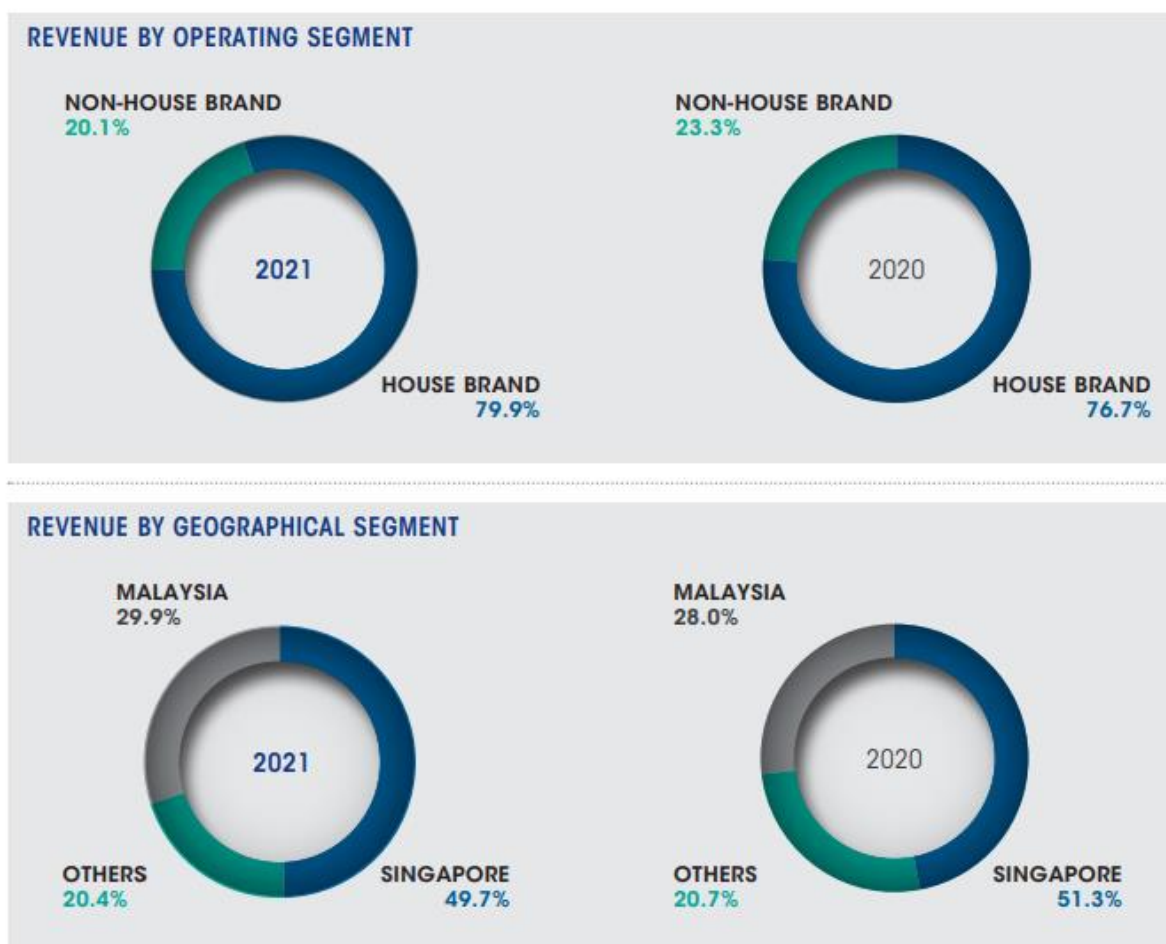 REVENUE BY OPERATING SEGMENT
NON-HOUSE BRAND
20.1%
2021
HOUSE BRAND
79.9%
NON-HOUSE BRAND
23.3%
2020
HOUSE BRAND
76.7%
REVENUE BY GEOGRAPHICAL SEGMENT
MALAYSIA
29.9%
2021
OTHERS
20.4%
SINGAPORE
49.7%
MALAYSIA
28.0%
2020
OTHERS
20.7%
SINGAPORE
51.3%